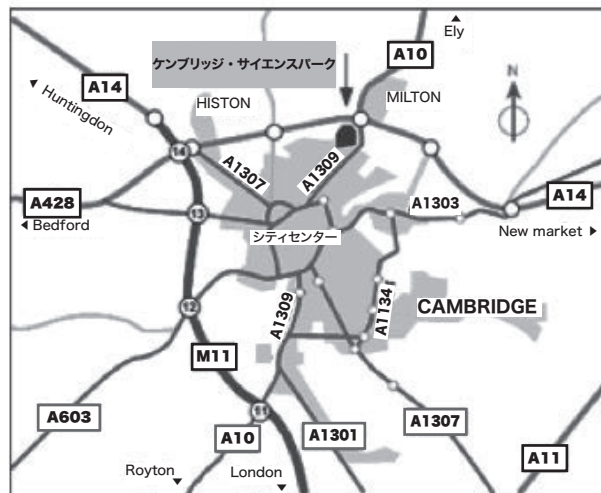 Ely
A10
ケンブリッジ・サイエンスパーク
N
A14
Huntingdon
HISTON
MILTON
14
A1307
A1309
A428
Bedford
13
A1303
A14
New market
シティセンター
12
A1309
A1134
CAMBRIDGE
M11
A603
11
A10
A1301
A1307
A11
Royton
London